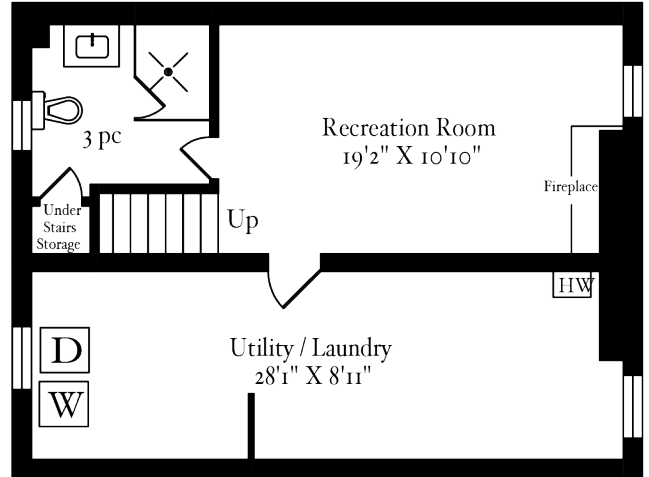 3 pc
Recreation Room
19'2" X 10'10"
Fireplace
Under
Stairs
Storage
Up
HW
D
W
Utility / Laundry
28'1" X 8'11"